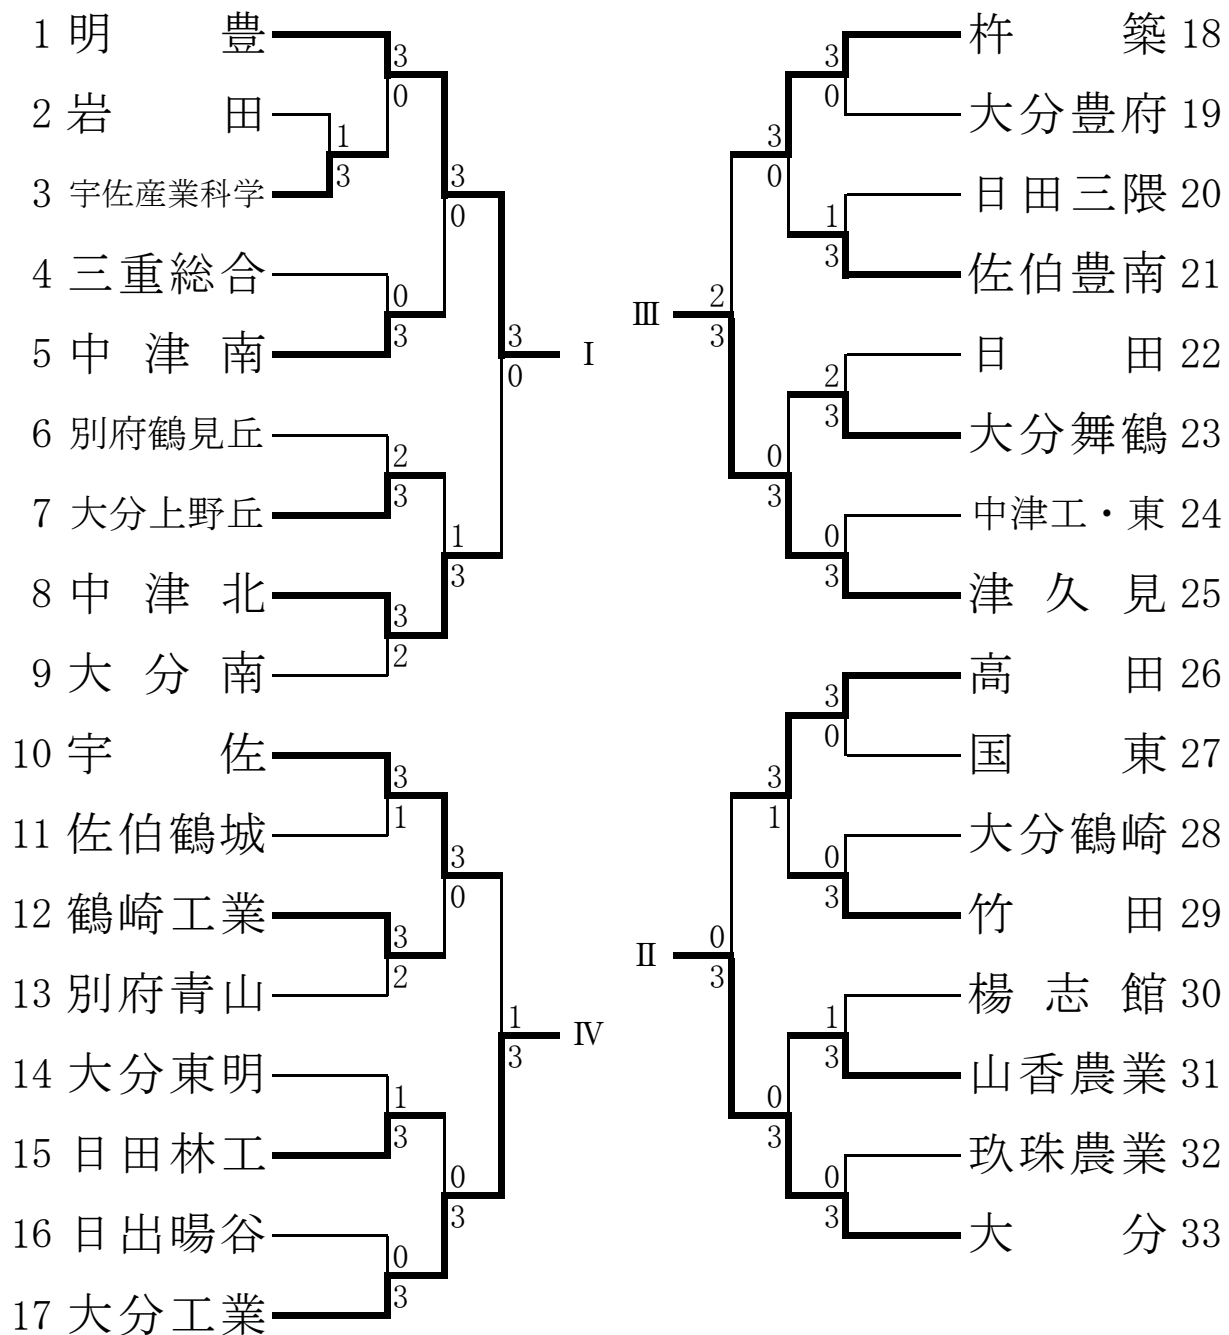 1 明豊
2 岩田
3 宇佐産業科学
4 三重総合
5 中津南
6 別府鶴見丘
7 大分上野丘
8 中津北
9 大分南
10 宇佐
11 佐伯鶴城
12 鶴崎工業
13 別府青山
14 大分東明
15 日田林工
16 日出暘谷
17 大分工業
3
0
1
3
3
0
0
3
3
0
2
3
1
3
3
2
Ⅰ
3
1
3
0
3
2
1
3
1
3
0
3
0
3
Ⅳ
杵築 18
大分豊府 19
日田三隈 20
佐伯豊南 21
日田 22
大分舞鶴 23
中津工・東 24
津久見 25
高田 26
国東 27
大分鶴崎 28
竹田 29
楊志館 30
山香農業 31
玖珠農業 32
大分 33
3
0
3
0
1
3
Ⅲ
2
3
2
3
0
3
0
3
3
0
3
1
0
3
Ⅱ
0
3
1
3
0
3
0
3